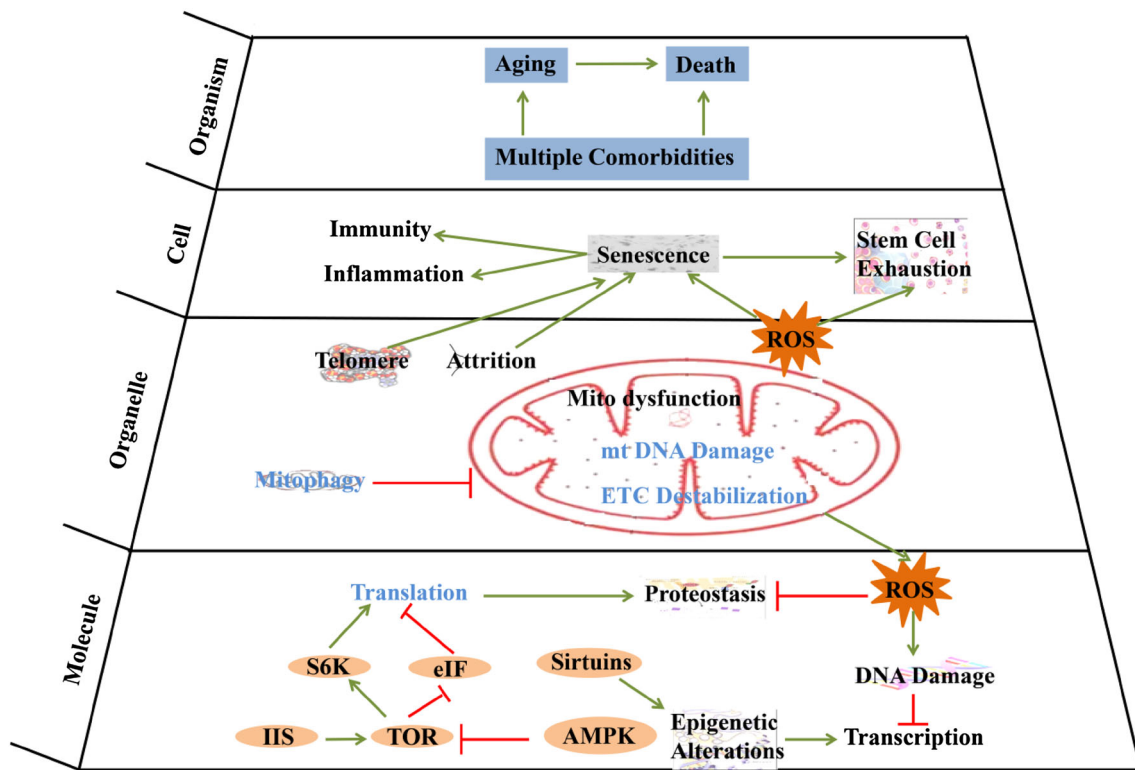 Organism
Aging
Death
Multiple Comorbidities
Cell
Immunity
Inflammation
Senescence
Stem Cell
Exhaustion
Organelle
ROS
Telomere
Attrition
Mito dysfunction
mt DNA Damage
ETC Destabilization
Mitophagy
Molecule
Translation
Proteostasis
ROS
S6K
eIF
Sirtuins
DNA Damage
IIS
TOR
AMPK
Epigenetic
Alterations
Transcription